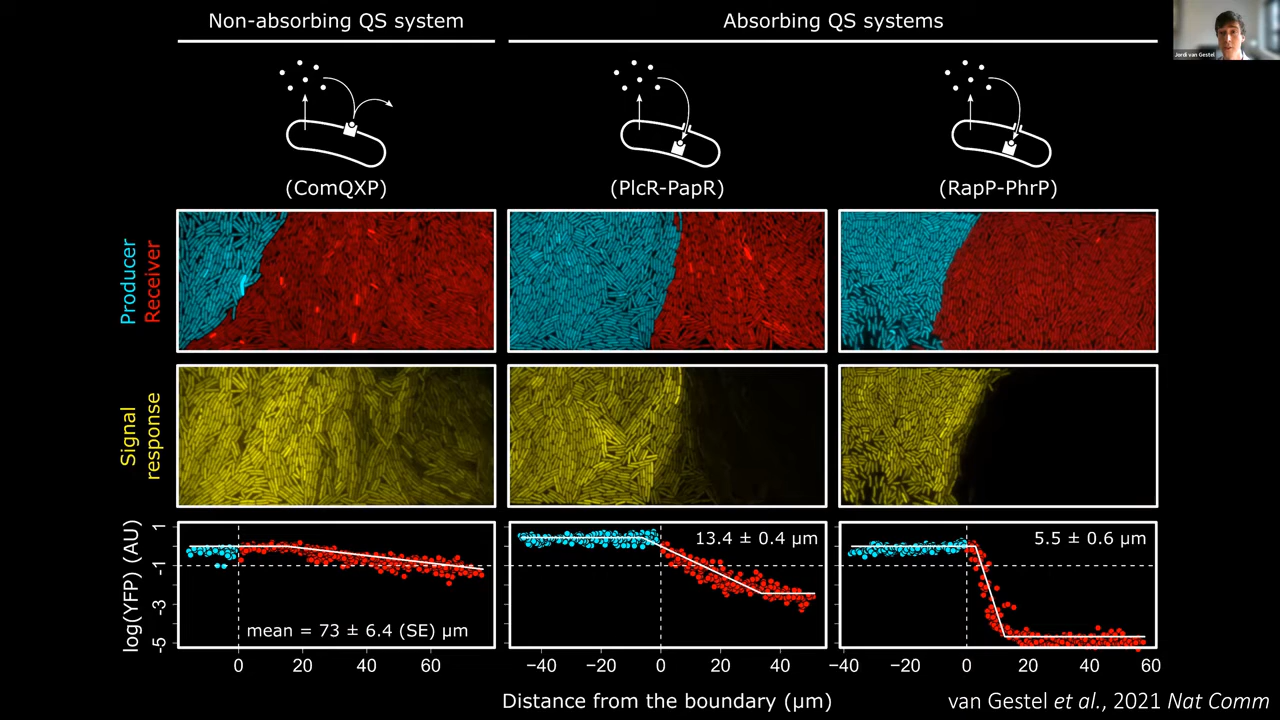 Non-absorbing QS system
Absorbing QS systems
Jordi van Gestel
(ComQXP)
(PlcR-PapR)
(RapP-PhrP)
Producer
Receiver
Signal
response
log(YFP) (AU)
1
-1
-3
-5
mean = 73 ± 6.4 (SE) μm
13.4 ± 0.4 μm
5.5 ± 0.6 μm
0 20 40 60
−40 −20 0 20 40
−40 −20 0 20 40 60
Distance from the boundary (μm)
van Gestel et al., 2021 Nat Comm